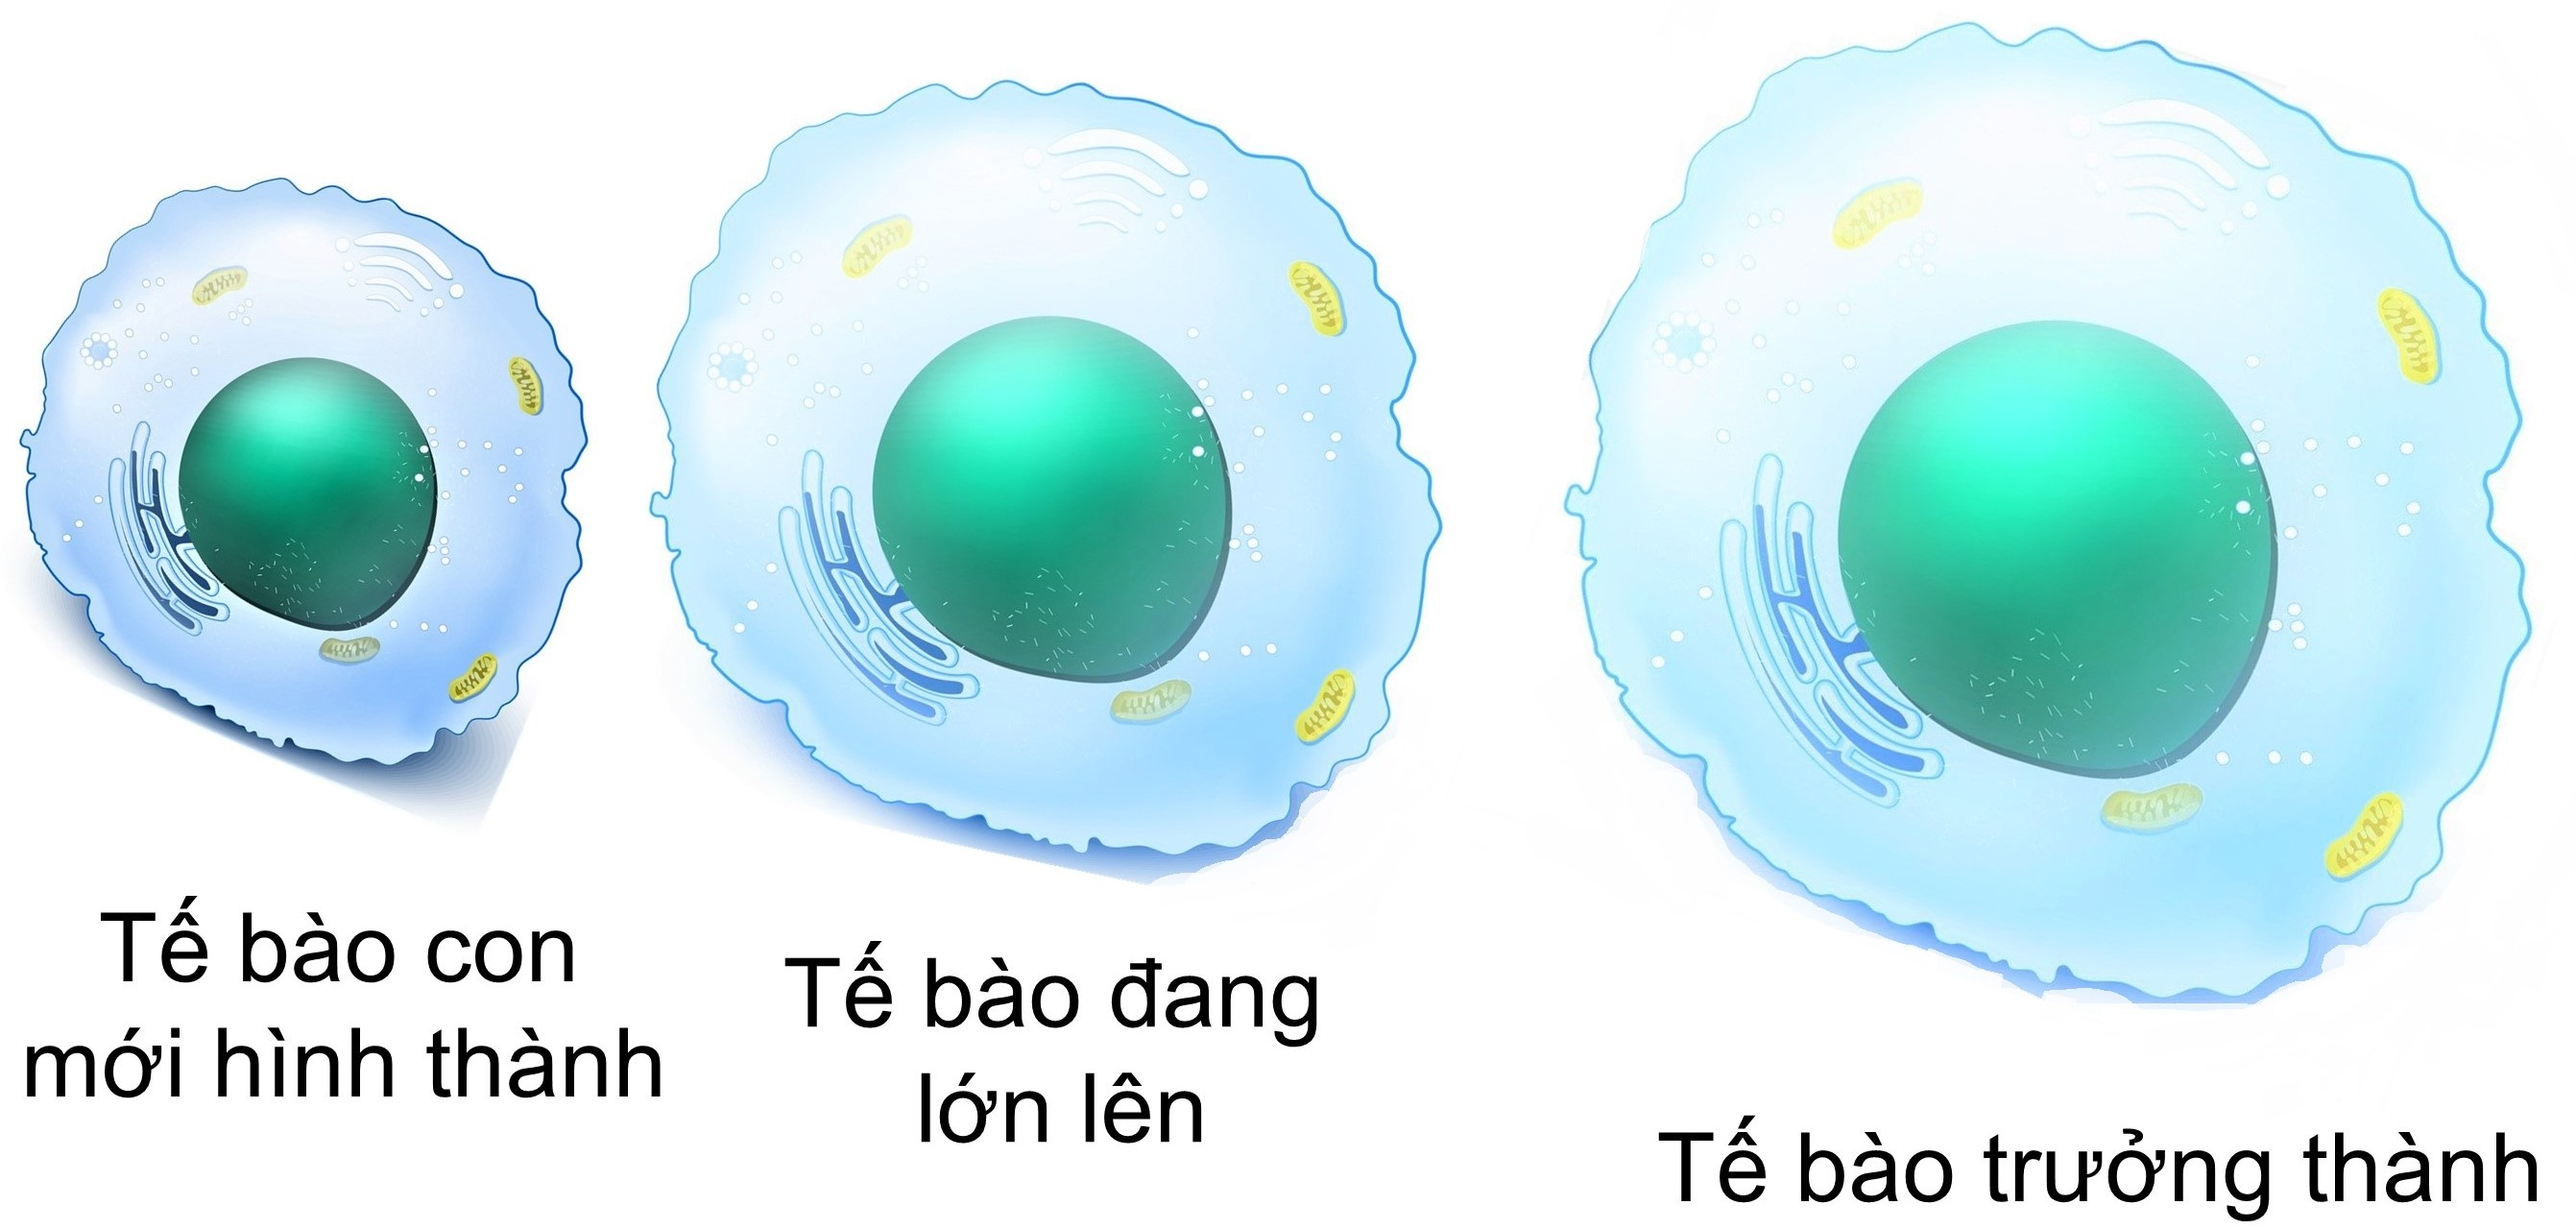 Tế bào con
mới hình thành
Tế bào đang
lớn lên
Tế bào trưởng thành